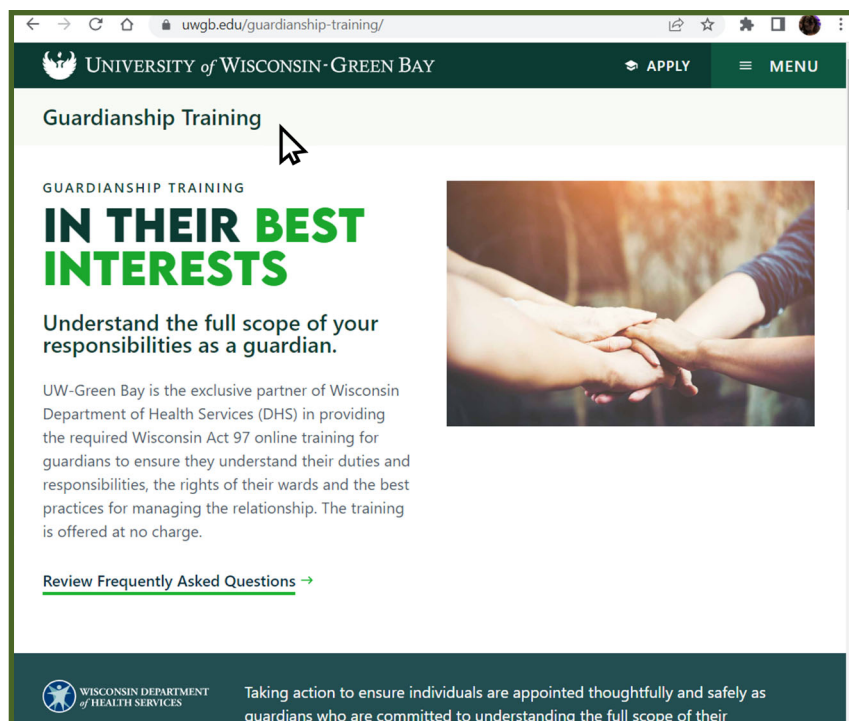 uwgb.edu/guardianship-training/
UNIVERSITY of WISCONSIN-GREEN BAY
APPLY
MENU
Guardianship Training
GUARDIANSHIP TRAINING
IN THEIR BEST
INTERESTS
Understand the full scope of your
responsibilities as a guardian.
UW-Green Bay is the exclusive partner of Wisconsin
Department of Health Services (DHS) in providing
the required Wisconsin Act 97 online training for
guardians to ensure they understand their duties and
responsibilities, the rights of their wards and the best
practices for managing the relationship. The training
is offered at no charge.
Review Frequently Asked Questions →
WISCONSIN DEPARTMENT
of HEALTH SERVICES
Taking action to ensure individuals are appointed thoughtfully and safely as
guardians who are committed to understanding the full scope of their